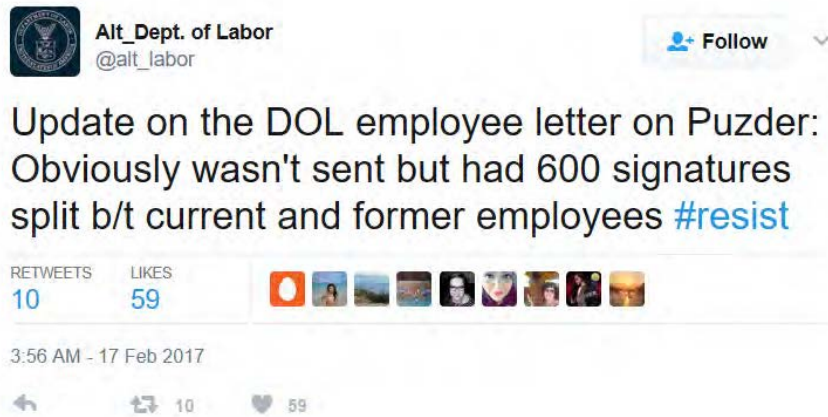 Alt_Dept. of Labor
@alt_labor
Follow
Update on the DOL employee letter on Puzder:
Obviously wasn't sent but had 600 signatures
split b/t current and former employees #resist
RETWEETS LIKES
10 59
3:56 AM - 17 Feb 2017
10 59